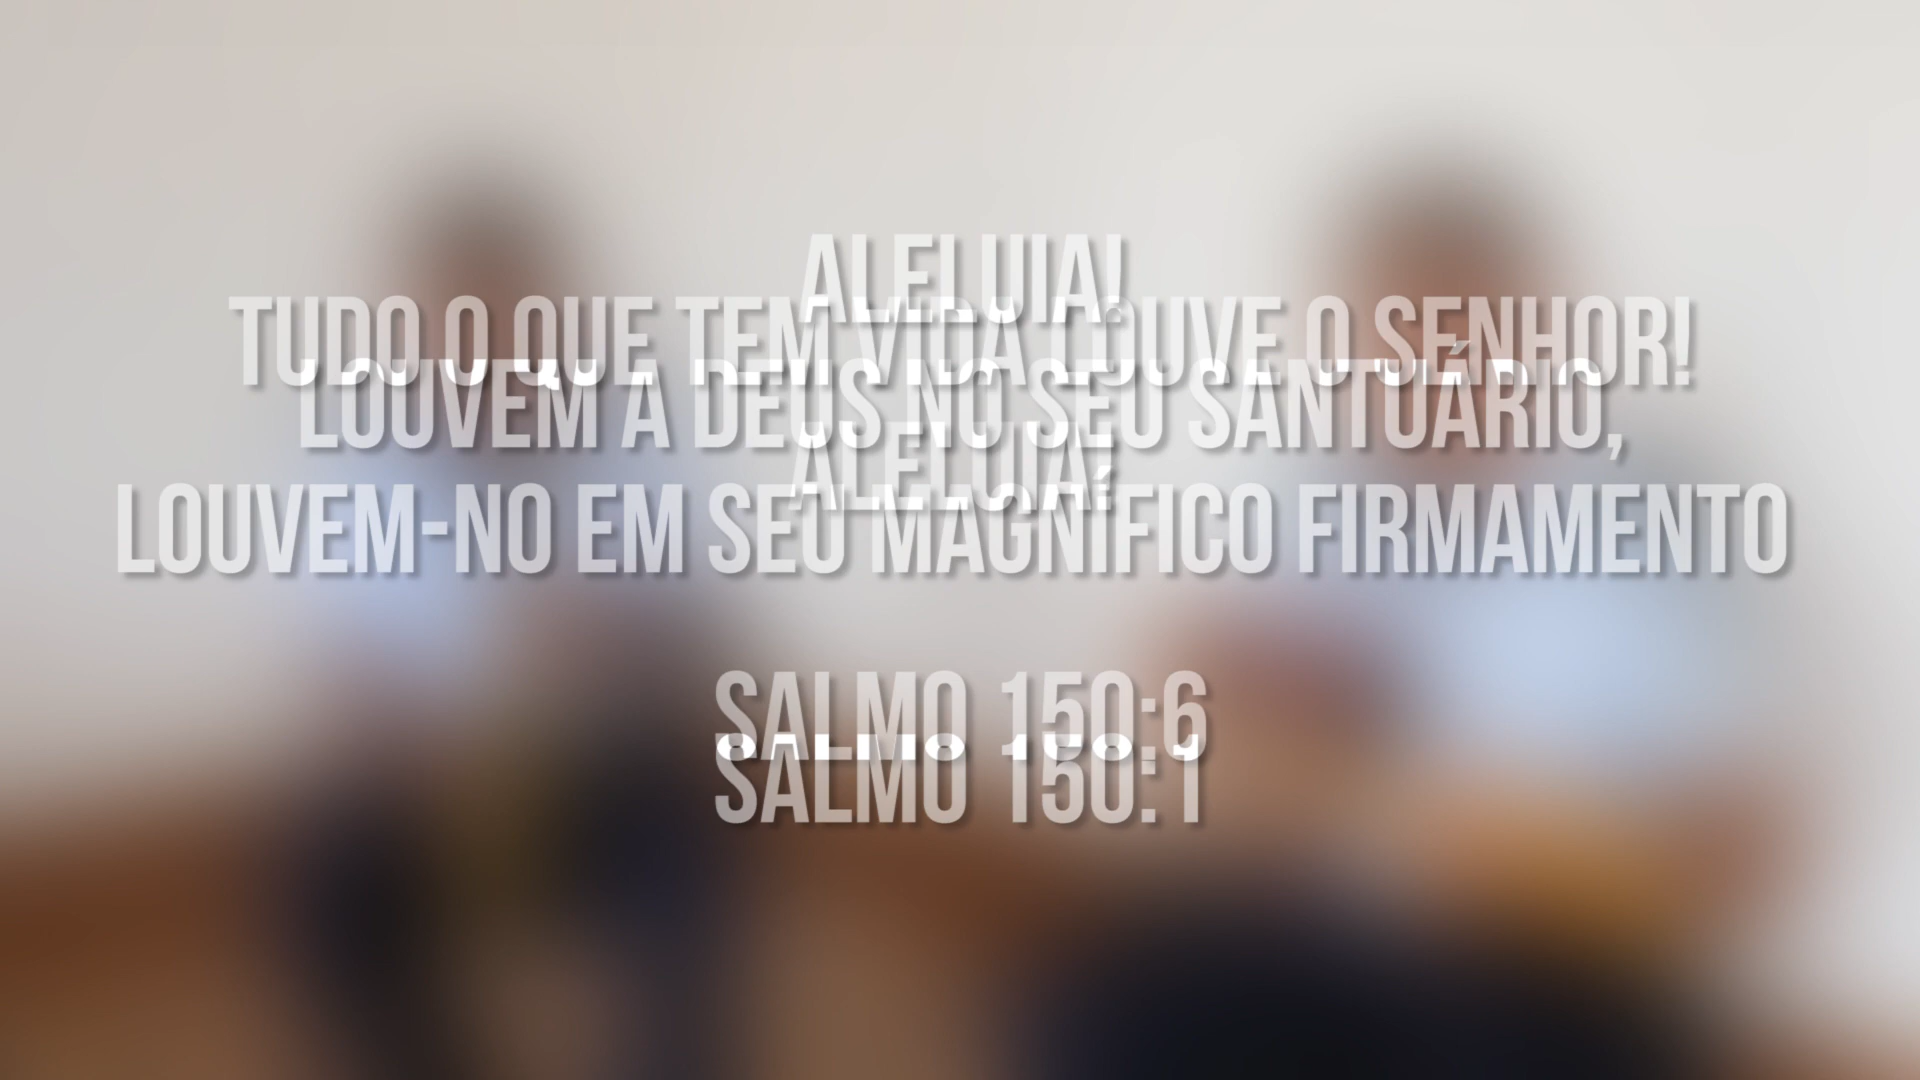 ALELUIA!
TUDO O QUE TEM VIDA LOUVE O SENHOR!
LOUVEM A DEUS NO SEU SANTUÁRIO,
ALELUIA!
LOUVEM-NO EM SEU MAGNÍFICO FIRMAMENTO
SALMO 150:6
SALMO 150:1